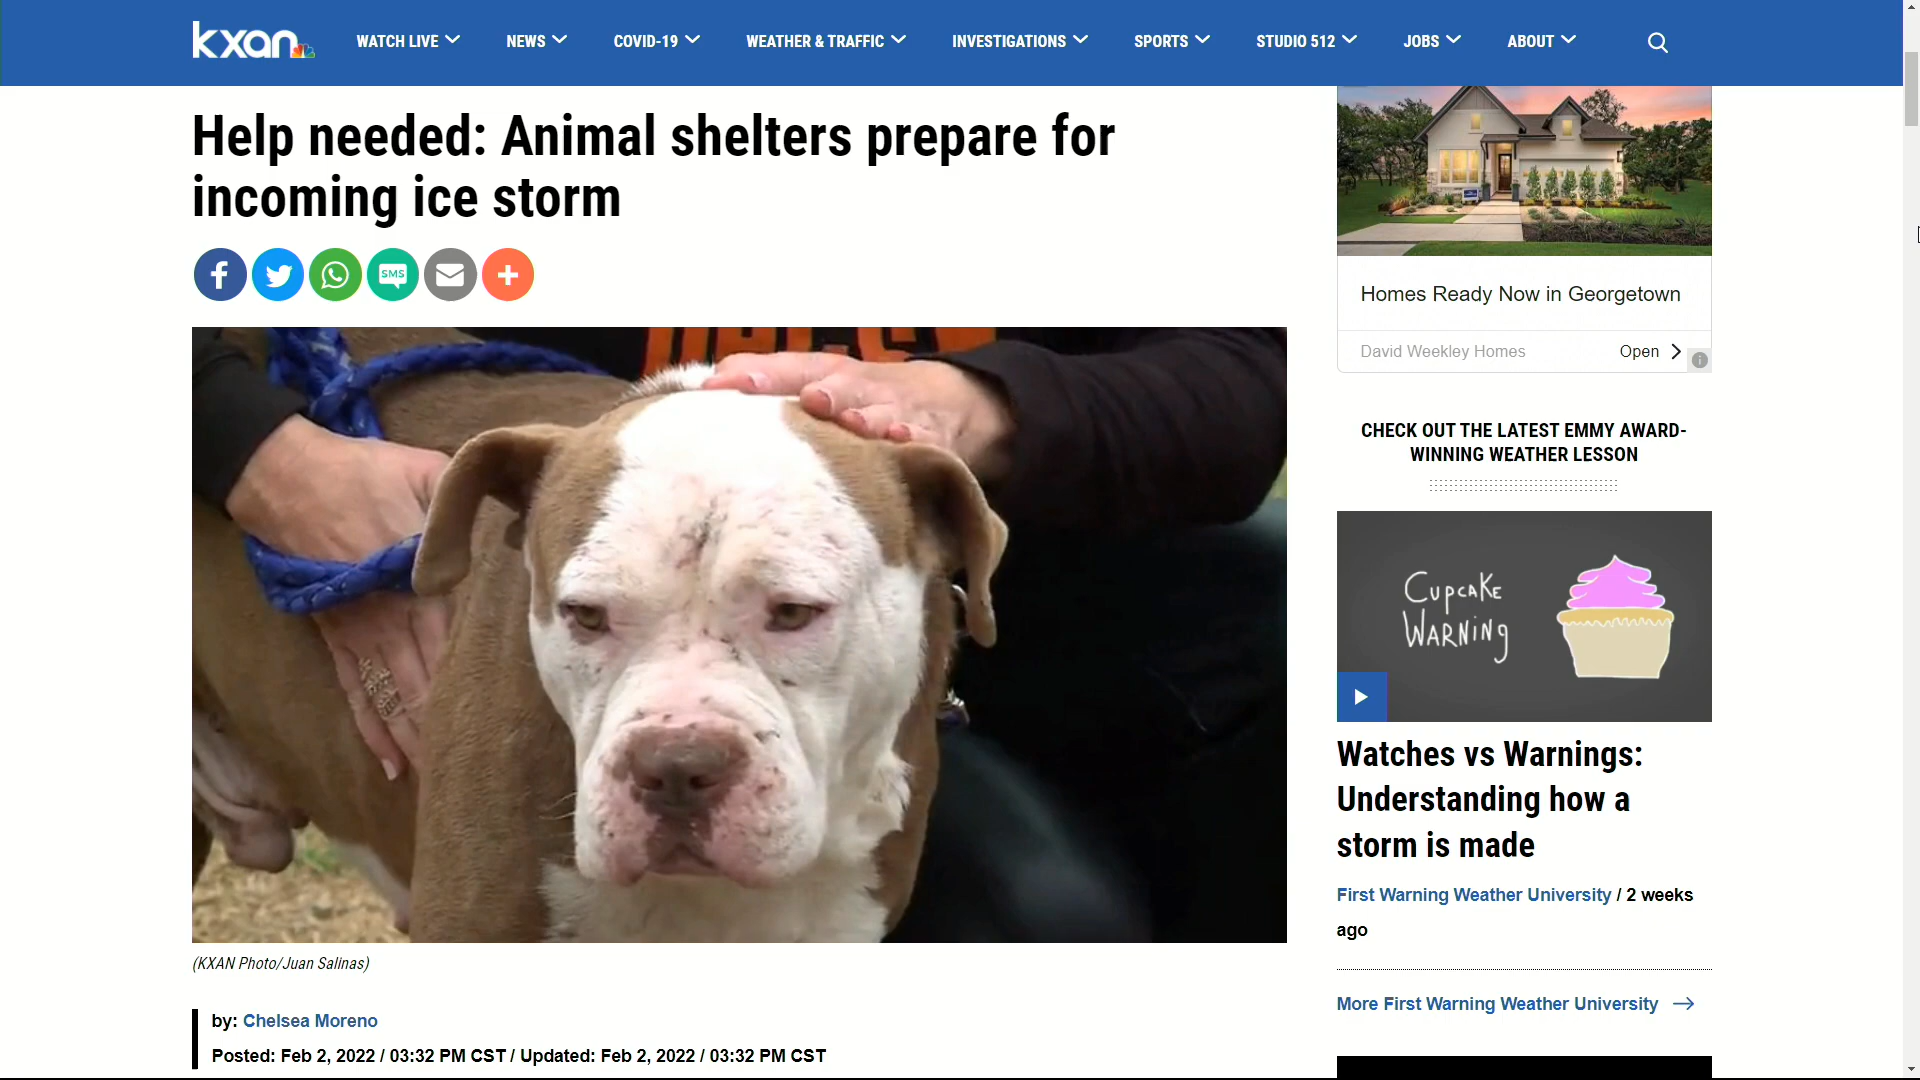 kxan
WATCH LIVE
NEWS
COVID-19
WEATHER & TRAFFIC
INVESTIGATIONS
SPORTS
STUDIO 512
JOBS
ABOUT
Help needed: Animal shelters prepare for
incoming ice storm
SMS
(KXAN Photo/Juan Salinas)
by: Chelsea Moreno
Posted: Feb 2, 2022 / 03:32 PM CST / Updated: Feb 2, 2022 / 03:32 PM CST
Homes Ready Now in Georgetown
David Weekley Homes
Open
CHECK OUT THE LATEST EMMY AWARD-
WINNING WEATHER LESSON
CUPCAKE
WARNING
Watches vs Warnings:
Understanding how a
storm is made
First Warning Weather University / 2 weeks
ago
More First Warning Weather University